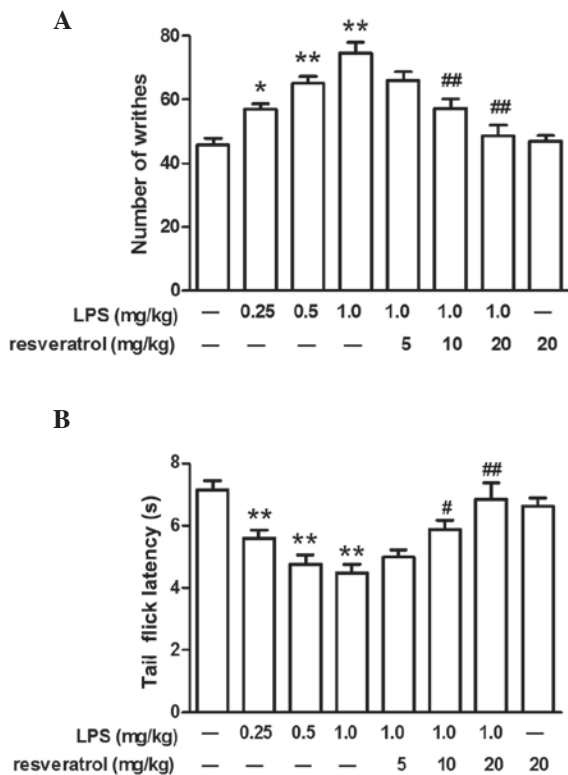 A
Number of writhes
80
60
40
20
0
*
**
**
##
##
LPS (mg/kg) — 0.25 0.5 1.0 1.0 1.0 1.0 —
resveratrol (mg/kg) — — — — 5 10 20 20
B
Tail flick latency (s)
8
6
4
2
0
**
**
**
#
##
LPS (mg/kg) — 0.25 0.5 1.0 1.0 1.0 1.0 —
resveratrol (mg/kg) — — — — 5 10 20 20